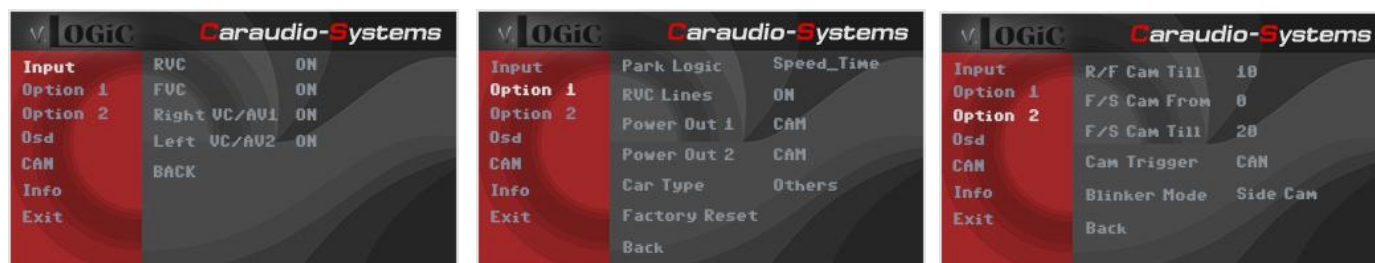 v.LOGiC Caraudio-Systems
Input
Option 1
Option 2
Osd
CAN
Info
Exit
RVC ON
FVC ON
Right VC/AV1 ON
Left VC/AV2 ON
BACK
v.LOGiC Caraudio-Systems
Input
Option 1
Option 2
Osd
CAN
Info
Exit
Park Logic Speed_Time
RVC Lines ON
Power Out 1 CAM
Power Out 2 CAM
Car Type Others
Factory Reset
Back
v.LOGiC Caraudio-Systems
Input
Option 1
Option 2
Osd
CAN
Info
Exit
R/F Cam Till 10
F/S Cam From 0
F/S Cam Till 20
Cam Trigger CAN
Blinker Mode Side Cam
Back